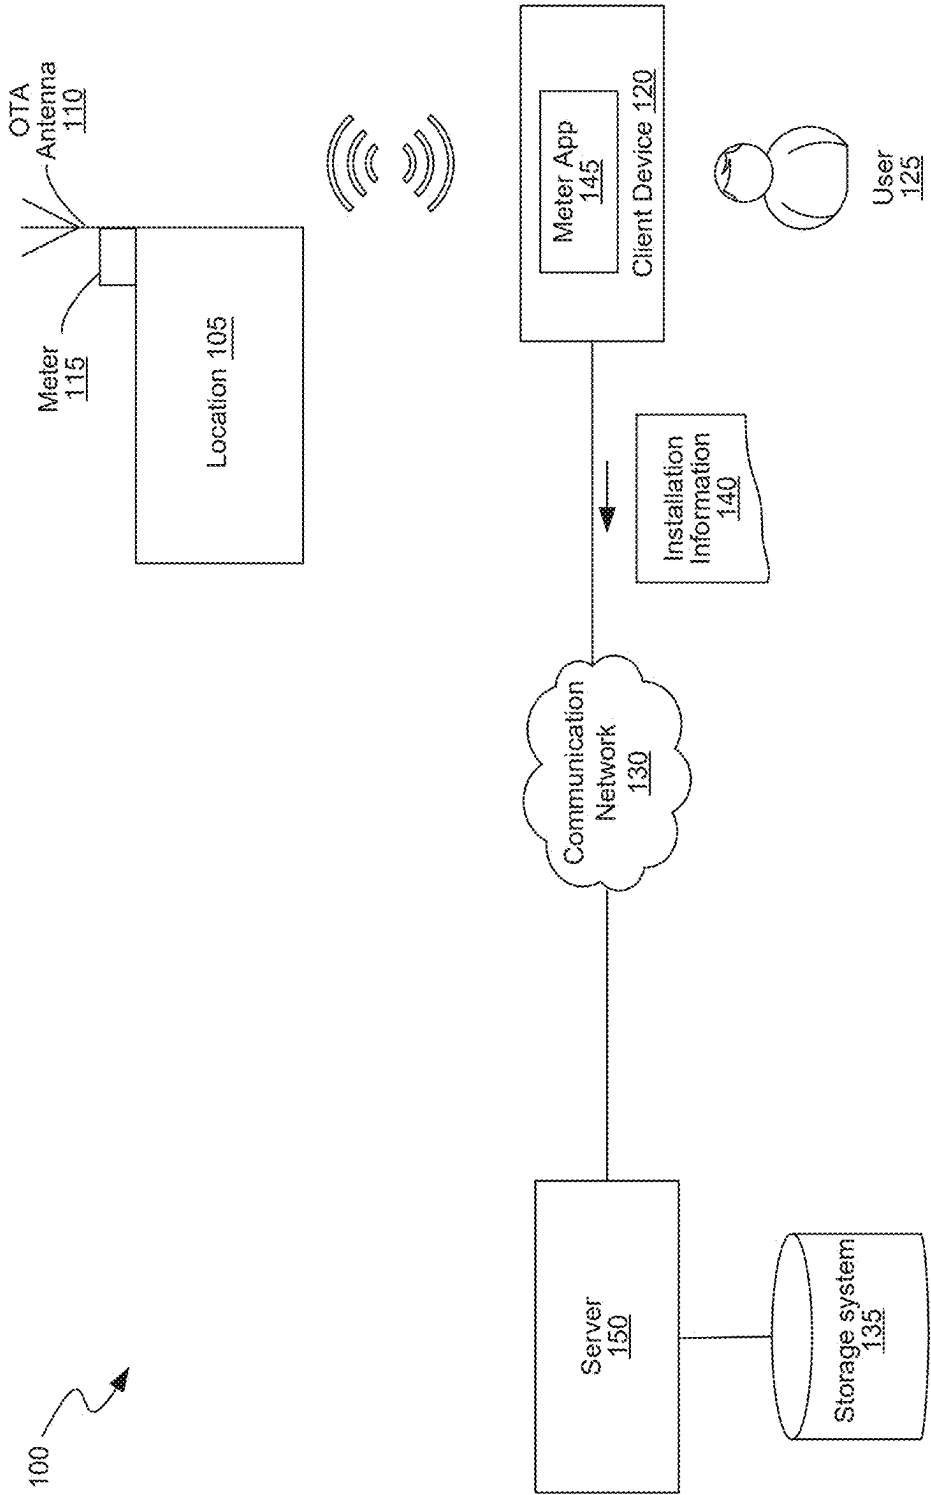 100
Server
150
Storage system
135
Communication
Network
130
Installation
Information
140
Meter
115
Location 105
OTA
Antenna
110
Meter App
145
Client Device 120
User
125